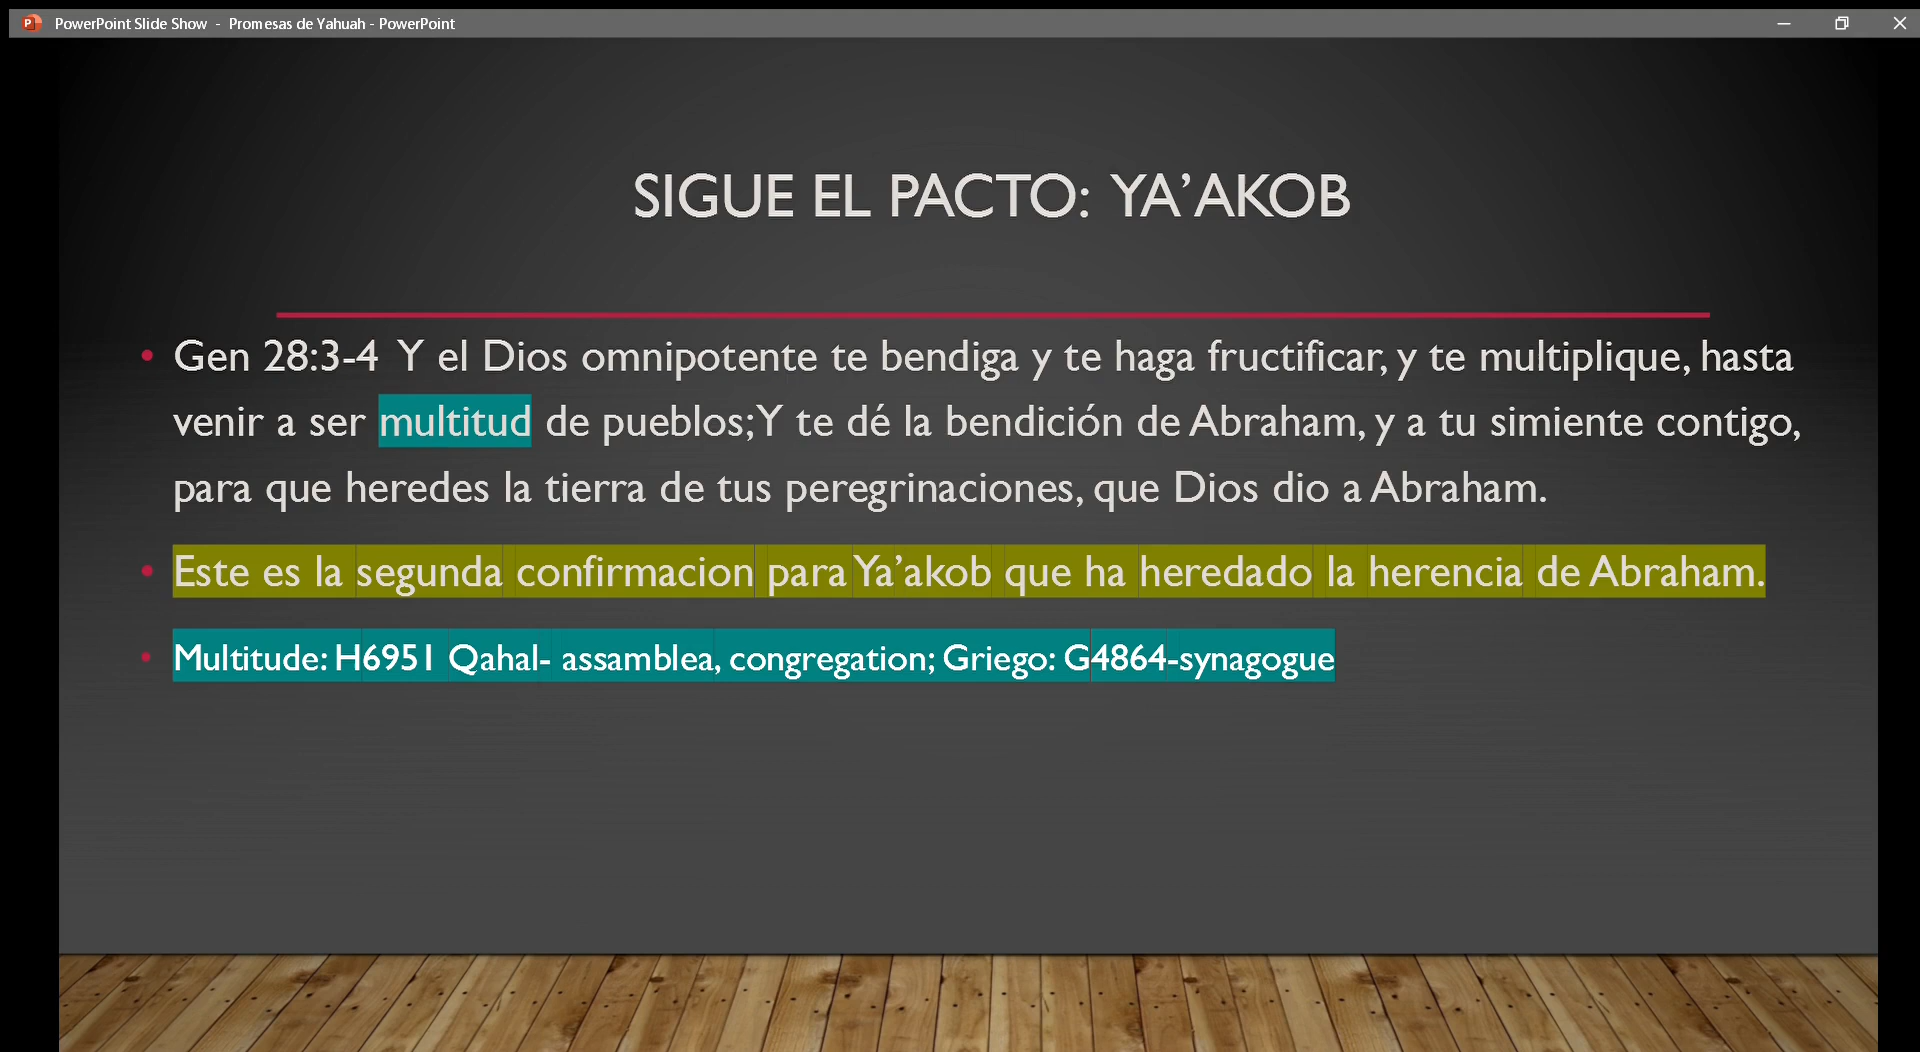 PowerPoint Slide Show - Promesas de Yahuah - PowerPoint
SIGUE EL PACTO: YA’AKOB
• Gen 28:3-4 Y el Dios omnipotente te bendiga y te haga fructificar, y te multiplique, hasta
venir a ser multitud de pueblos; Y te dé la bendición de Abraham, y a tu simiente contigo,
para que heredes la tierra de tus peregrinaciones, que Dios dio a Abraham.
• Este es la segunda confirmacion para Ya’akob que ha heredado la herencia de Abraham.
• Multitude: H6951 Qahal- assamblea, congregation; Griego: G4864-synagogue